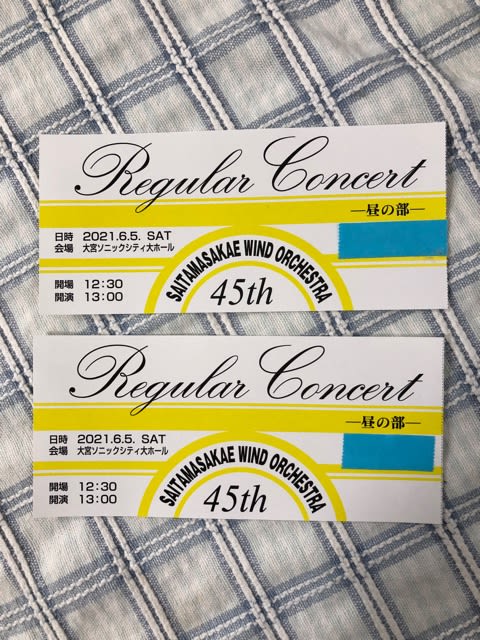 Regular Concert
―昼の部―
日時 2021.6.5. SAT
会場 大宮ソニックシティ大ホール
SAITAMASAKAE WIND ORCHESTRA
開場 12:30
45th
開演 13:00
Regular Concert
―昼の部―
日時 2021.6.5. SAT
会場 大宮ソニックシティ大ホール
SAITAMASAKAE WIND ORCHESTRA
開場 12:30
45th
開演 13:00